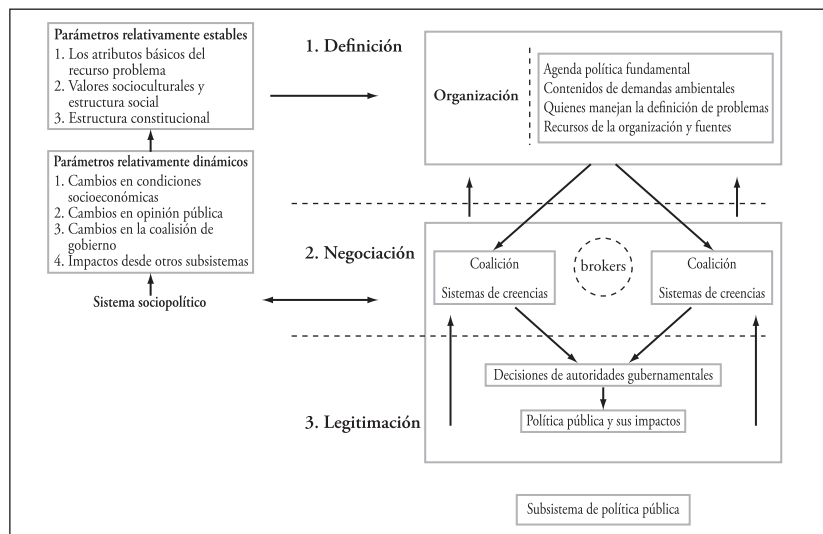 Parámetros relativamente estables
1. Los atributos básicos del
recurso problema
2. Valores socioculturales y
estructura social
3. Estructura constitucional
Parámetros relativamente dinámicos
1. Cambios en condiciones
socioeconómicas
2. Cambios en opinión pública
3. Cambios en la coalisión de
gobierno
4. Impactos desde otros subsistemas
Sistema sociopolítico
1. Definición
Organización
Agenda política fundamental
Contenidos de demandas ambientales
Quienes manejan la definición de problemas
Recursos de la organización y fuentes
2. Negociación
Coalición
Sistemas de creencias
brokers
Coalición
Sistemas de creencias
3. Legitimación
Decisiones de autoridades gubernamentales
Política pública y sus impactos
Subsistema de política pública